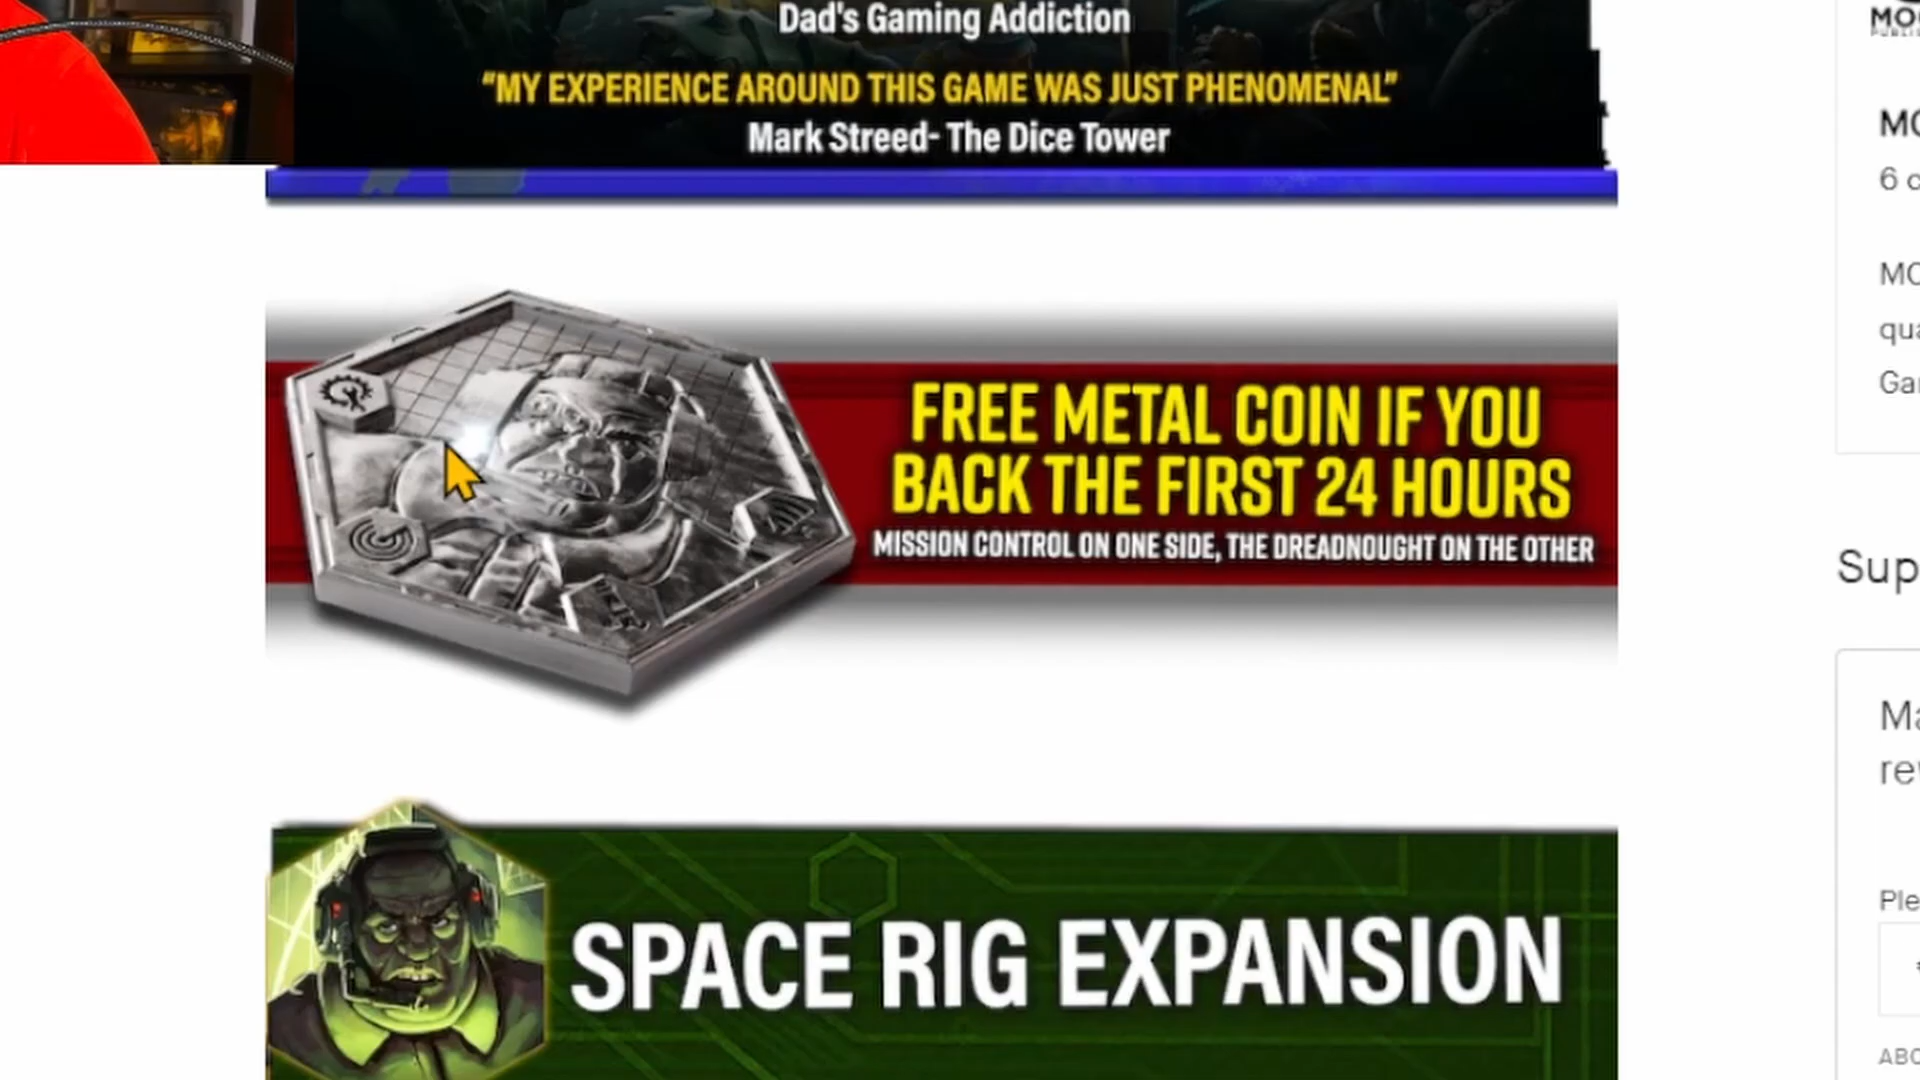 Dad's Gaming Addiction
“MY EXPERIENCE AROUND THIS GAME WAS JUST PHENOMENAL”
Mark Streed- The Dice Tower
FREE METAL COIN IF YOU
BACK THE FIRST 24 HOURS
MISSION CONTROL ON ONE SIDE, THE DREADNOUGHT ON THE OTHER
SPACE RIG EXPANSION